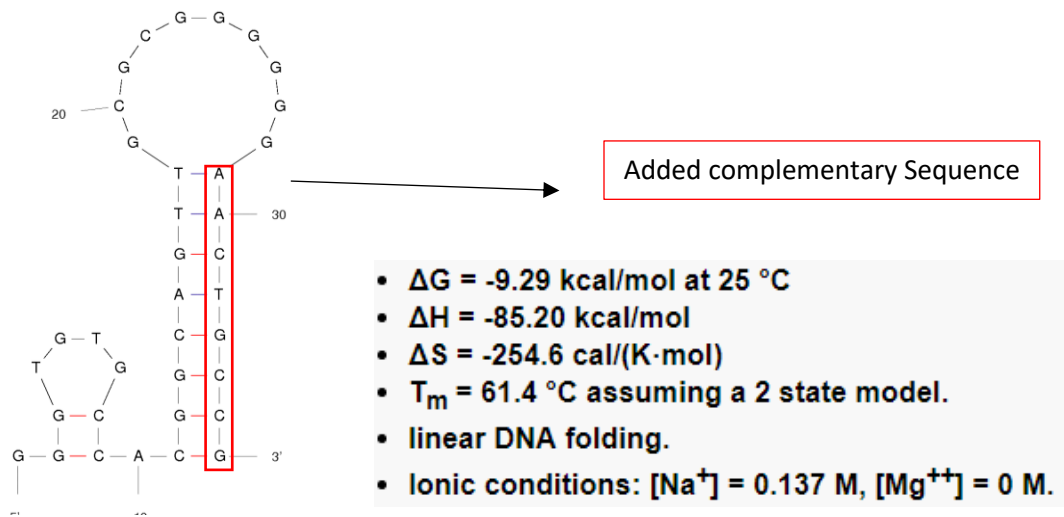 G G
C G
G G
20 C G
G G
T A
T A 30
G C
A T
G T C G
T G G C
G C G C
G G C A C G 3'
Added complementary Sequence
• ΔG = -9.29 kcal/mol at 25 °C
• ΔH = -85.20 kcal/mol
• ΔS = -254.6 cal/(K·mol)
• Tm = 61.4 °C assuming a 2 state model.
• linear DNA folding.
• Ionic conditions: [Na+] = 0.137 M, [Mg++] = 0 M.